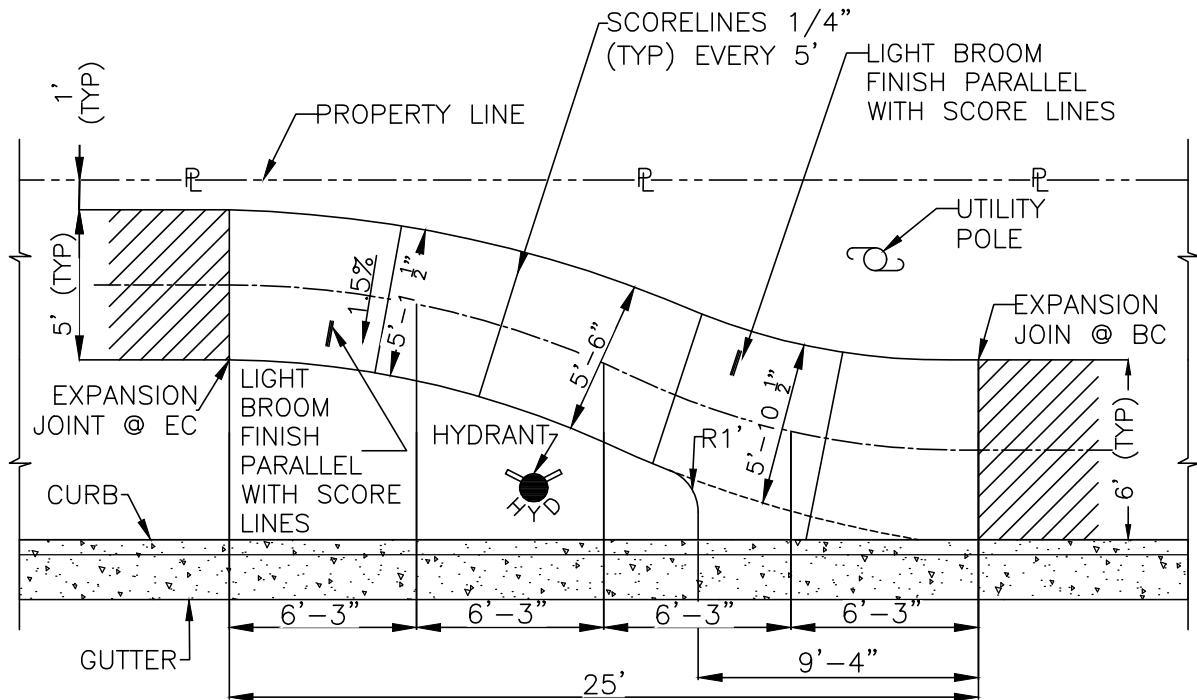 SCORELINES 1/4"
(TYP) EVERY 5'
LIGHT BROOM
FINISH PARALLEL
WITH SCORE LINES
1'
(TYP)
PROPERTY LINE
PL
PL
PL
UTILITY
POLE
5' (TYP)
1.5%
5'-1 1/2"
5'-6"
5'-10 1/2"
EXPANSION
JOIN @ BC
EXPANSION
JOINT @ EC
LIGHT
BROOM
FINISH
PARALLEL
WITH SCORE
LINES
HYDRANT
HYD
R1'
6' (TYP)
CURB
GUTTER
6'-3"
6'-3"
6'-3"
6'-3"
9'-4"
25'